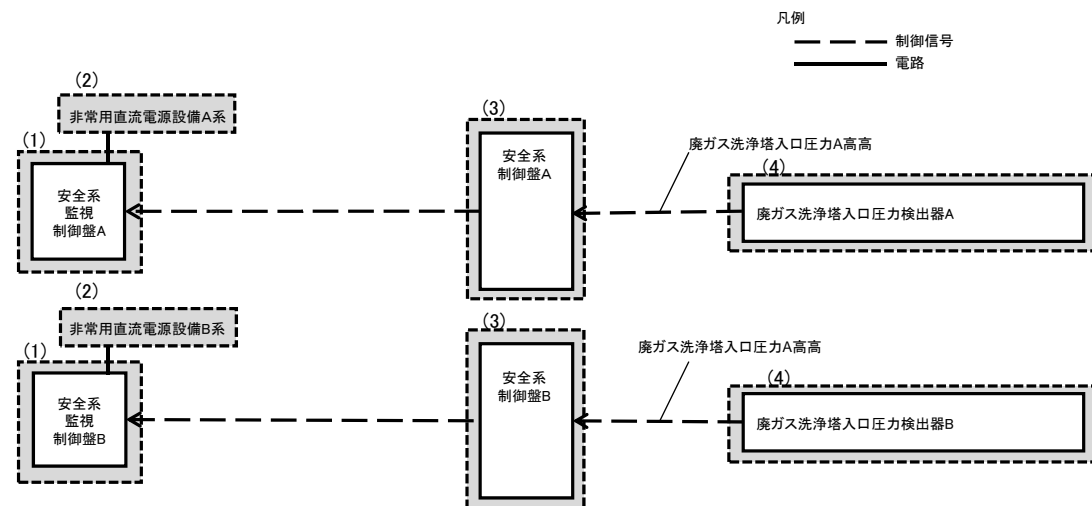 凡例
制御信号
電路
(2)
非常用直流電源設備A系
(1)
安全系
監視
制御盤A
(3)
安全系
制御盤A
廃ガス洗浄塔入口圧力A高高
(4)
廃ガス洗浄塔入口圧力検出器A
(2)
非常用直流電源設備B系
(1)
安全系
監視
制御盤B
(3)
安全系
制御盤B
廃ガス洗浄塔入口圧力A高高
(4)
廃ガス洗浄塔入口圧力検出器B